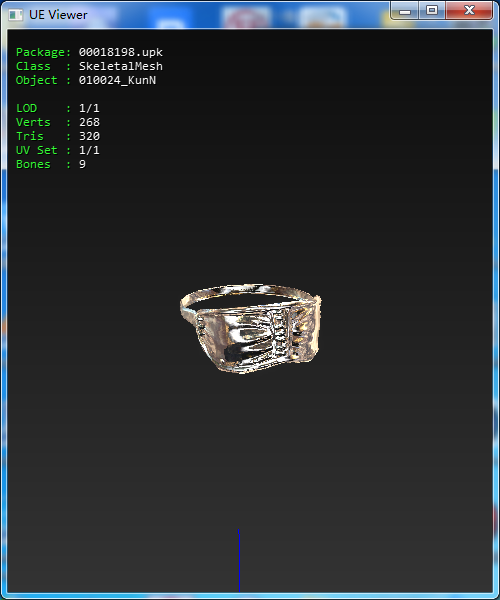 UE Viewer
Package: 00018198.upk
Class : SkeletalMesh
Object : 010024_KunN
LOD : 1/1
Verts : 268
Tris : 320
UV Set : 1/1
Bones : 9